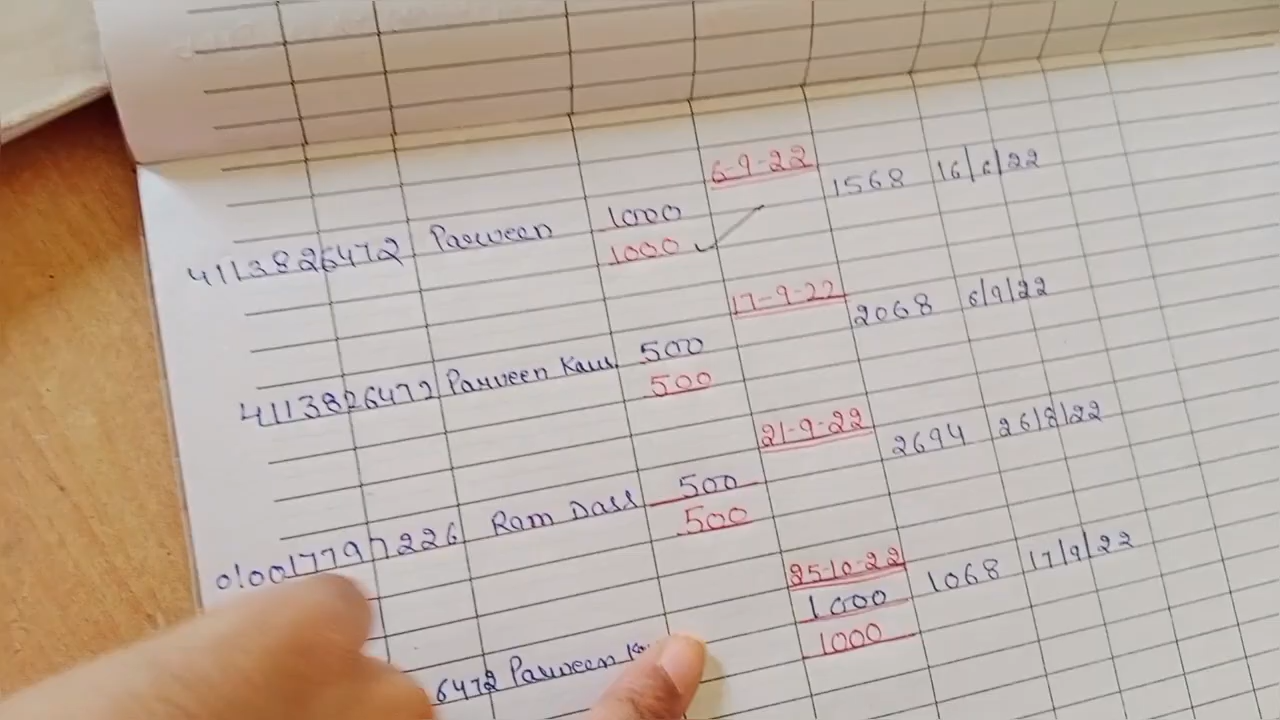 6-9-22
4113826472 Parveen 1000 1568 16/6/22
1000
17-9-22
4113826472 Parveen Kaur 500 2068 6/9/22
500
21-9-22
010017797226 Ram Dass 500 2694 26/8/22
500
25-10-22
1000 1068 17/9/22
1000
6472 Parveen